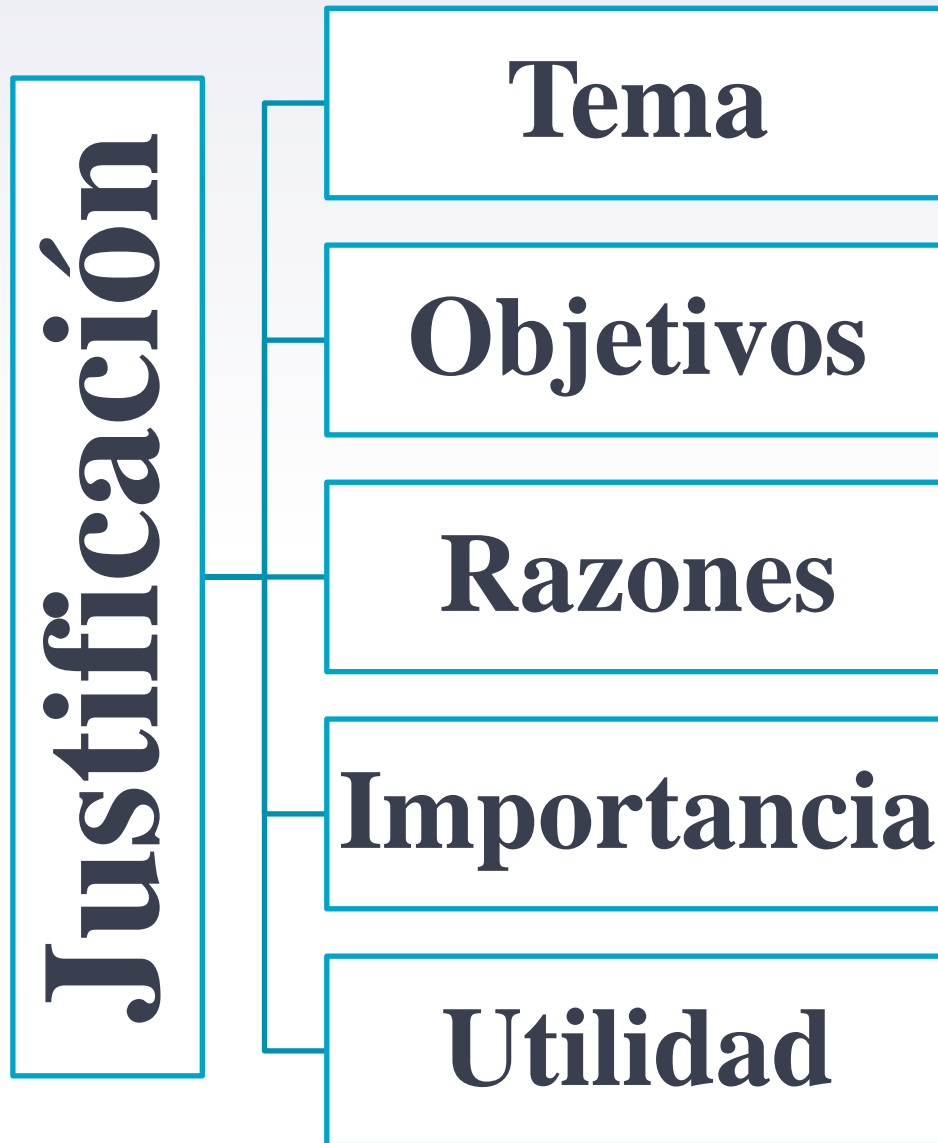 Justificación
Tema
Objetivos
Razones
Importancia
Utilidad